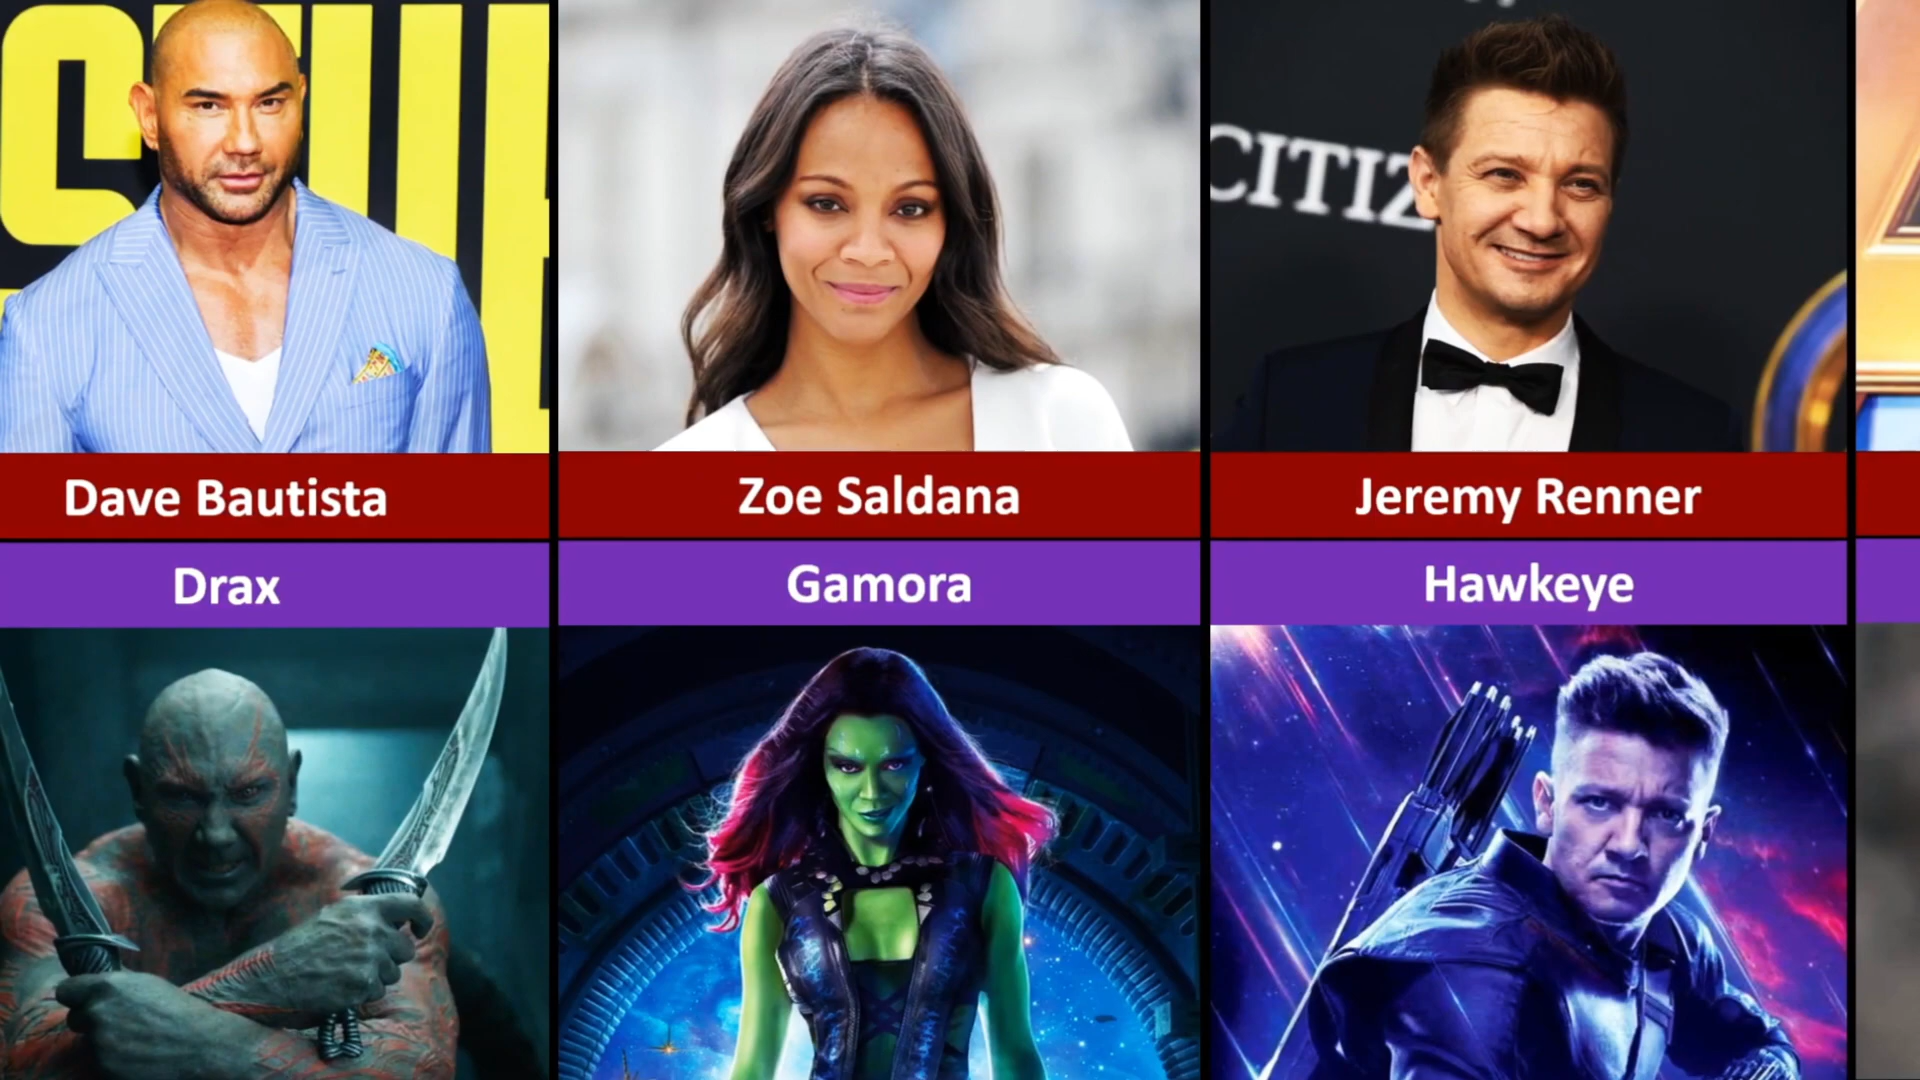 CITIZ
Dave Bautista
Zoe Saldana
Jeremy Renner
Drax
Gamora
Hawkeye